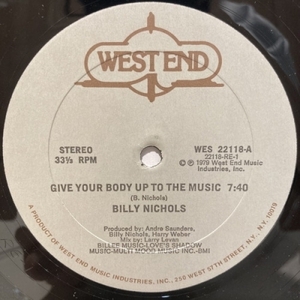 WEST END
STEREO
33⅓ RPM
WES 22118-A
22118-RE-1
© ℗ 1979 West End Music
Industries, Inc.
GIVE YOUR BODY UP TO THE MUSIC 7:40
(B. Nichols)
BILLY NICHOLS
Produced by: Andre Saunders,
Billy Nichols, Harry Weber
Mix by: Larry Levan
BILLEE MUSIC-LOVE'S SHADOW
MUSIC-MULTI MOOD MUSIC INC.-BMI
A PRODUCT OF WEST END MUSIC INDUSTRIES, INC., 250 WEST 57TH STREET, N.Y., N.Y. 10019